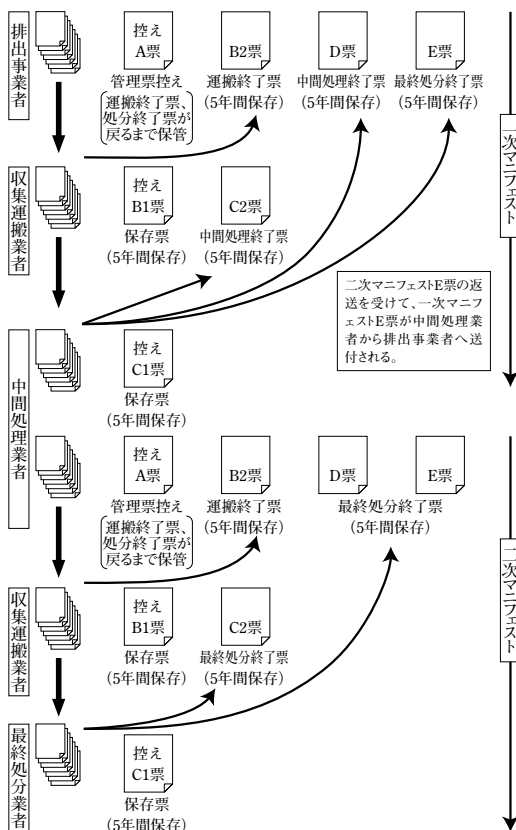 排出事業者
控え
A票
管理票控え
運搬終了票、
処分終了票が
戻るまで保管
B2票
運搬終了票
(5年間保存)
D票
中間処理終了票
(5年間保存)
E票
最終処分終了票
(5年間保存)
一次マニフェスト
収集運搬業者
控え
B1票
保存票
(5年間保存)
C2票
中間処理終了票
(5年間保存)
二次マニフェストE票の返
送を受けて、一次マニフ
ェストE票が中間処理業
者から排出事業者へ送
付される。
中間処理業者
控え
C1票
保存票
(5年間保存)
控え
A票
管理票控え
運搬終了票、
処分終了票が
戻るまで保管
B2票
運搬終了票
(5年間保存)
D票
E票
最終処分終了票
(5年間保存)
二次マニフェスト
収集運搬業者
控え
B1票
保存票
(5年間保存)
C2票
最終処分終了票
(5年間保存)
最終処分業者
控え
C1票
保存票
(5年間保存)